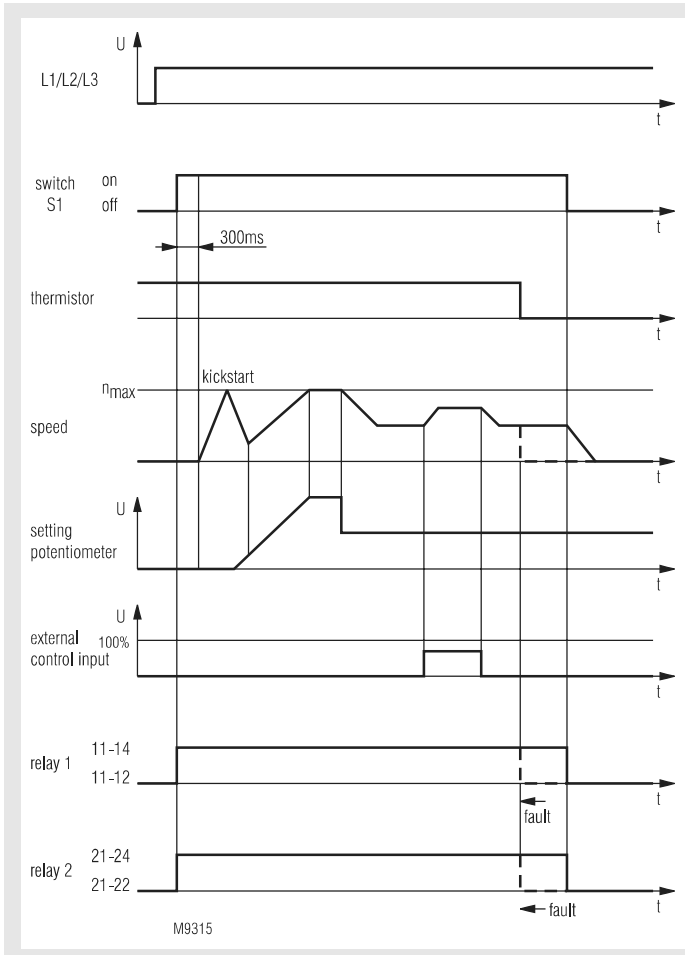 U
L1/L2/L3
t
switch on
S1 off
t
300ms
thermistor
t
kickstart
nmax
speed
t
U
setting
potentiometer
t
U
external 100%
control input
t
11-14
relay 1
11-12
t
fault
21-24
relay 2
21-22
t
fault
M9315